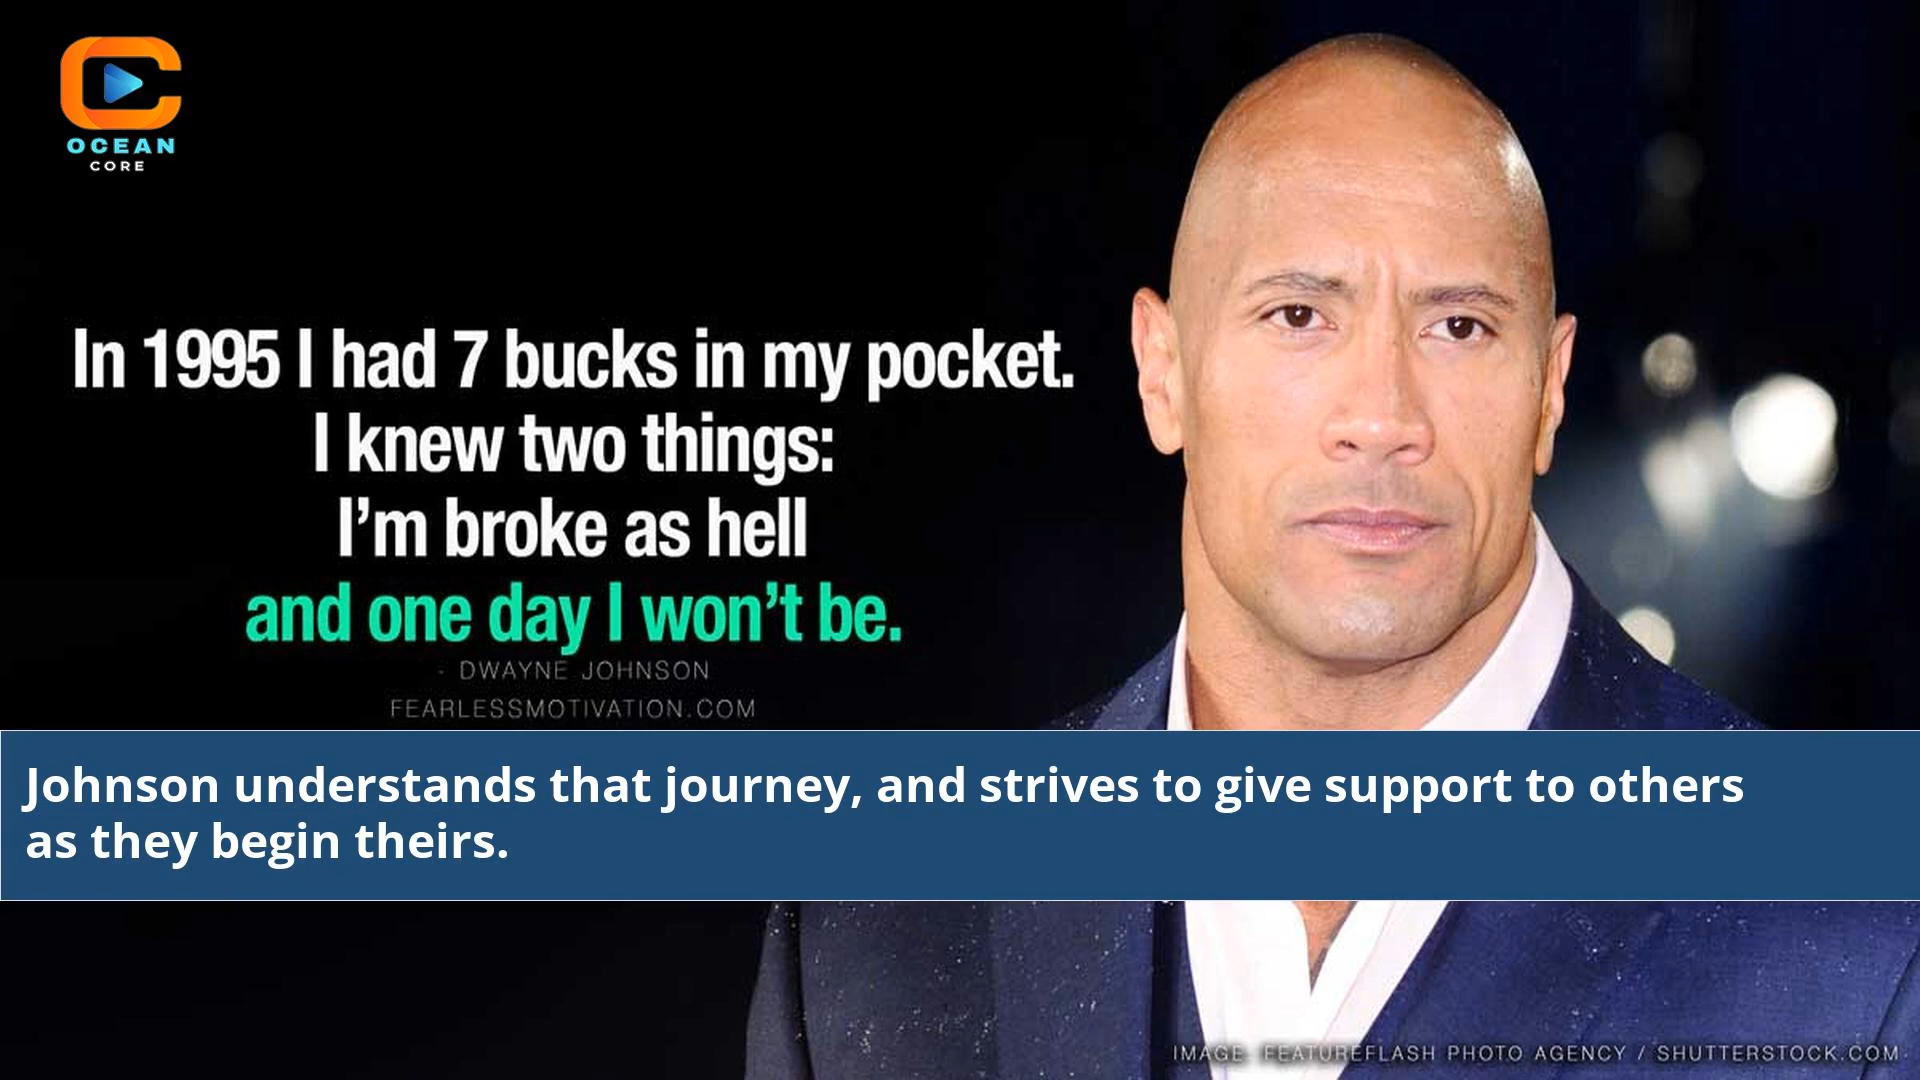 OCEAN
CORE
In 1995 I had 7 bucks in my pocket.
I knew two things:
I'm broke as hell
and one day I won't be.
- DWAYNE JOHNSON
FEARLESSMOTIVATION.COM
Johnson understands that journey, and strives to give support to others
as they begin theirs.
IMAGE: FEATUREFLASH PHOTO AGENCY / SHUTTERSTOCK.COM